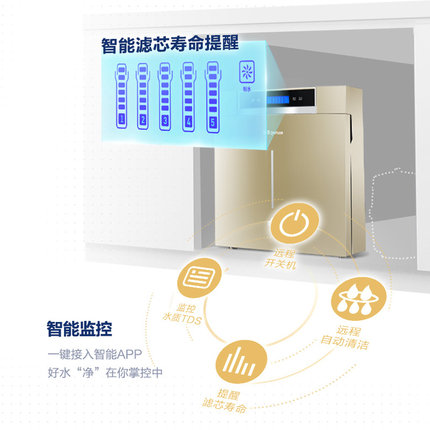 智能滤芯寿命提醒
1 2 3 4 5
制水
远程
开关机
监控
水质TDS
远程
自动清洁
提醒
滤芯寿命
智能监控
一键接入智能APP
好水“净”在你掌控中